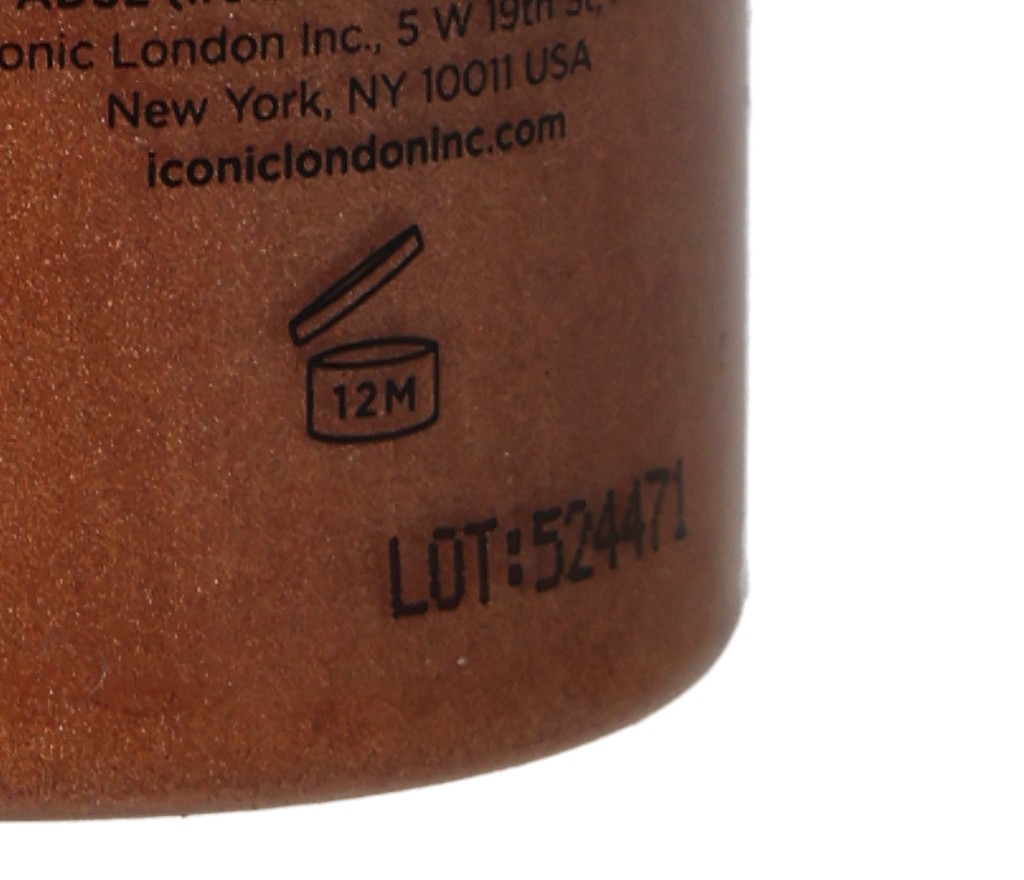 onic London Inc., 5 W 19th St,
New York, NY 10011 USA
iconiclondoninc.com
12M
LOT:524471